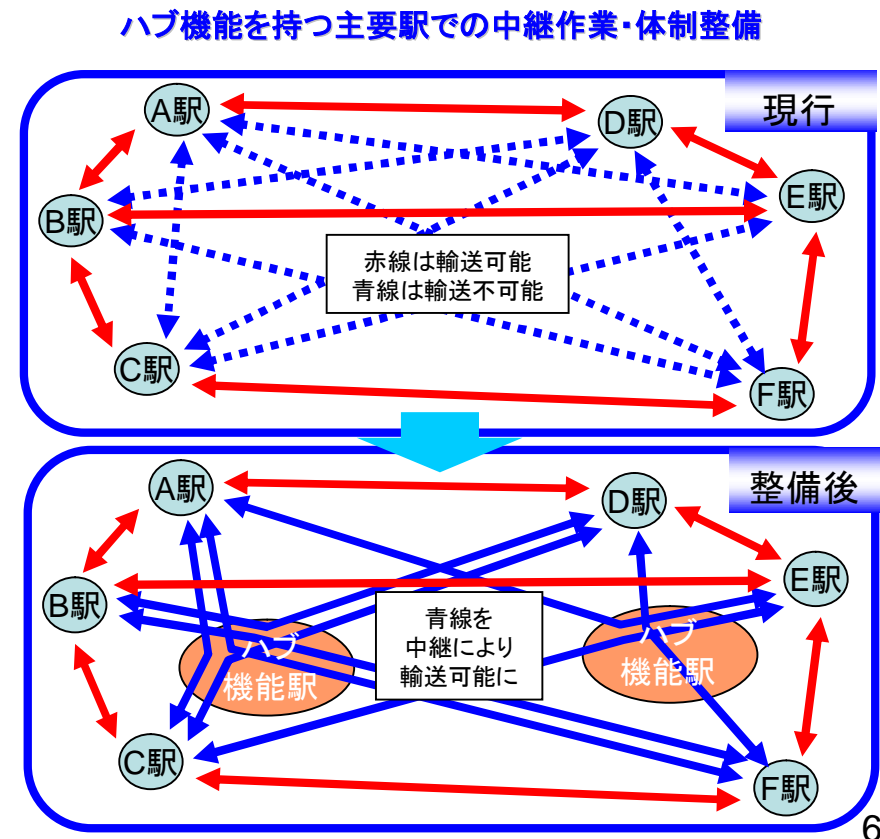 ハブ機能を持つ主要駅での中継作業・体制整備
現行
A駅
D駅
B駅
E駅
赤線は輸送可能
青線は輸送不可能
C駅
F駅
整備後
A駅
D駅
B駅
E駅
青線を
中継により
輸送可能に
ハブ
機能駅
ハブ
機能駅
C駅
F駅
6